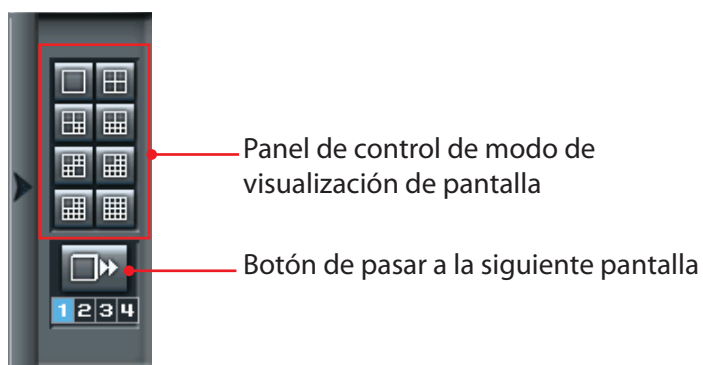 Panel de control de modo de
visualización de pantalla
Botón de pasar a la siguiente pantalla
1 2 3 4